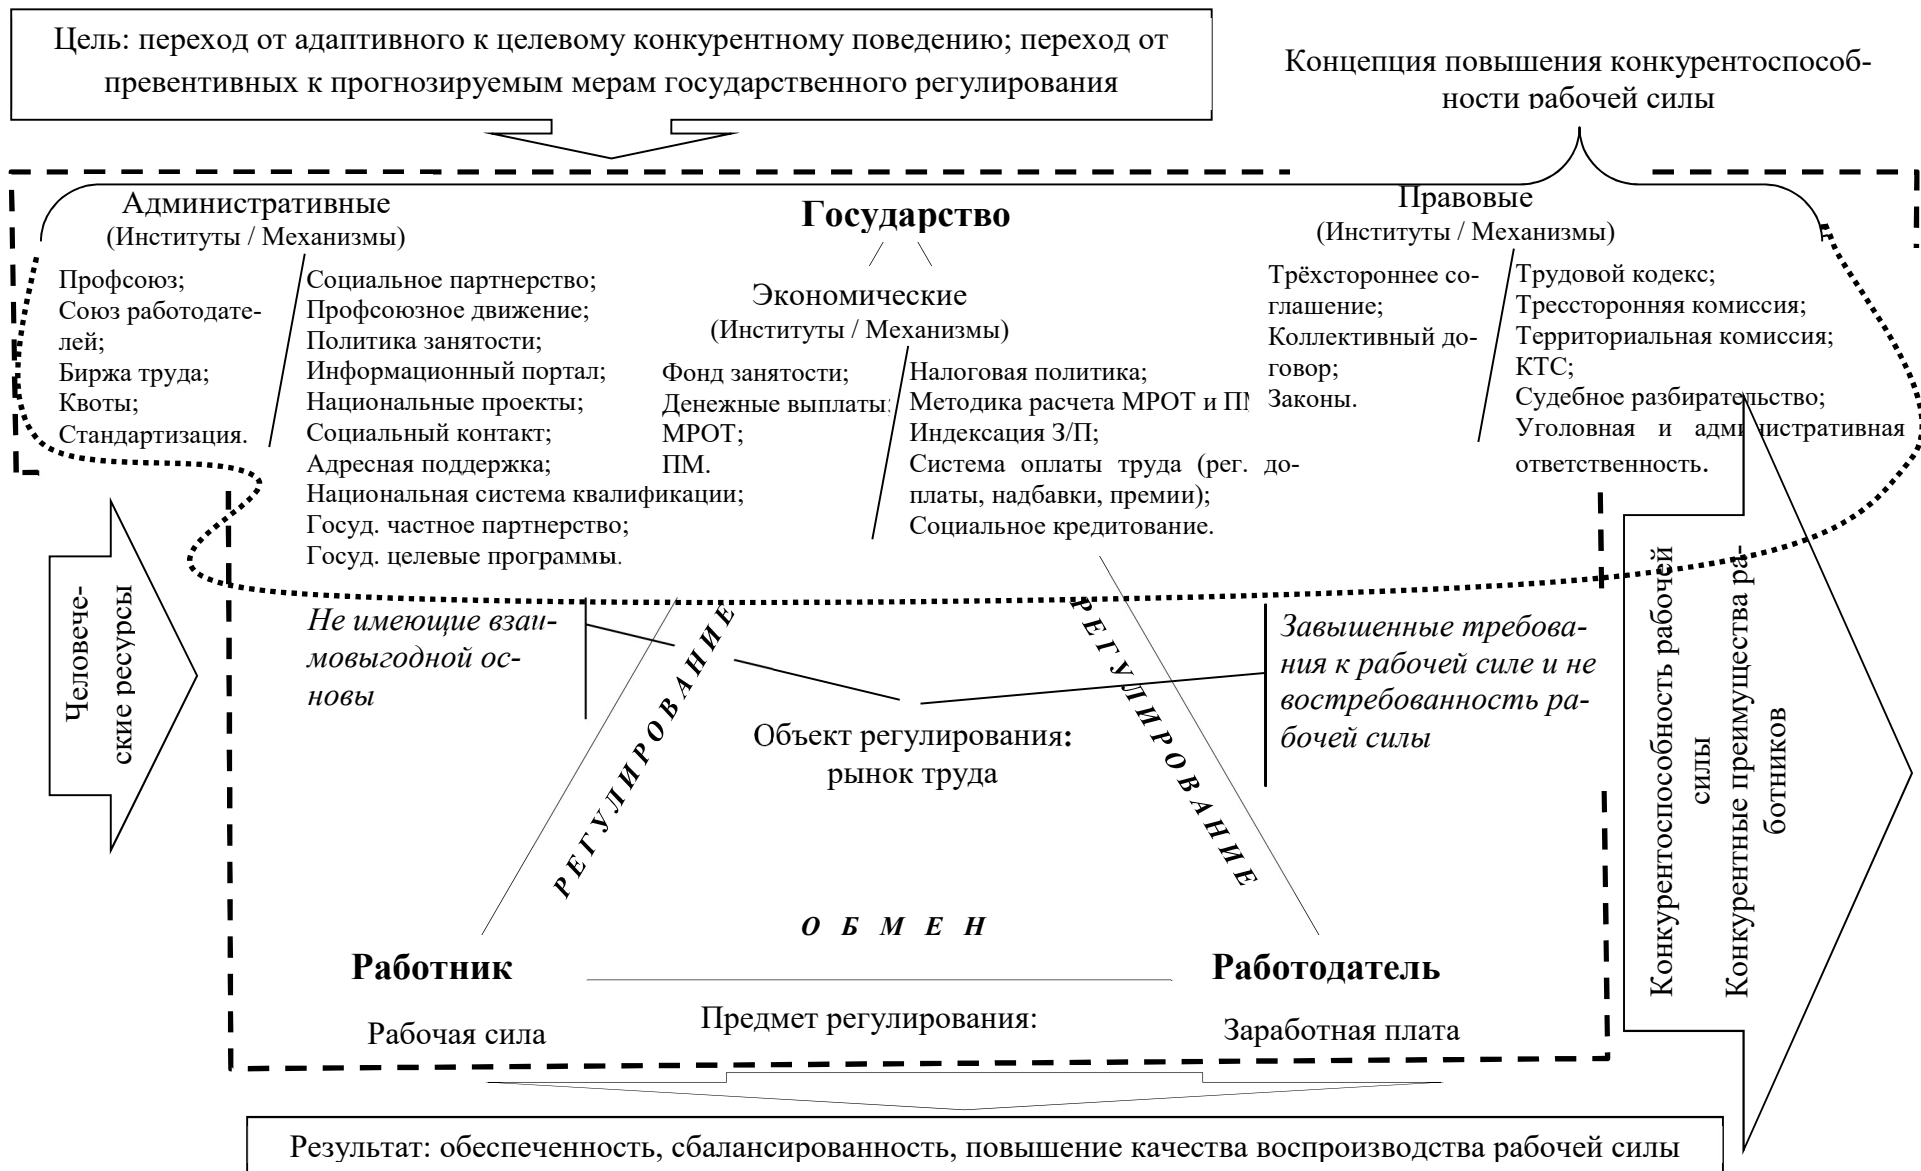 Цель: переход от адаптивного к целевому конкурентному поведению; переход от
превентивных к прогнозируемым мерам государственного регулирования
Концепция повышения конкурентоспособ-
ности рабочей силы
Административные
(Институты / Механизмы)
Профсоюз;
Союз работодате-
лей;
Биржа труда;
Квоты;
Стандартизация.
Социальное партнерство;
Профсоюзное движение;
Политика занятости;
Информационный портал;
Национальные проекты;
Социальный контакт;
Адресная поддержка;
Национальная система квалификации;
Госуд. частное партнерство;
Госуд. целевые программы.
Государство
Экономические
(Институты / Механизмы)
Фонд занятости;
Денежные выплаты;
МРОТ;
ПМ.
Налоговая политика;
Методика расчета МРОТ и ПМ
Индексация З/П;
Система оплаты труда (рег. до-
платы, надбавки, премии);
Социальное кредитование.
Правовые
(Институты / Механизмы)
Трёхстороннее со-
глашение;
Коллективный до-
говор;
Законы.
Трудовой кодекс;
Трессторонняя комиссия;
Территориальная комиссия;
КТС;
Судебное разбирательство;
Уголовная и административная
ответственность.
Человече-
ские ресурсы
Не имеющие взаи-
мовыгодной ос-
новы
РЕГУЛИРОВАНИЕ
Объект регулирования:
рынок труда
РЕГУЛИРОВАНИЕ
Завышенные требова-
ния к рабочей силе и не
востребованность ра-
бочей силы
Конкурентоспособность рабочей
силы
Конкурентные преимущества ра-
ботников
ОБМЕН
Работник
Работодатель
Рабочая сила
Предмет регулирования:
Заработная плата
Результат: обеспеченность, сбалансированность, повышение качества воспроизводства рабочей силы